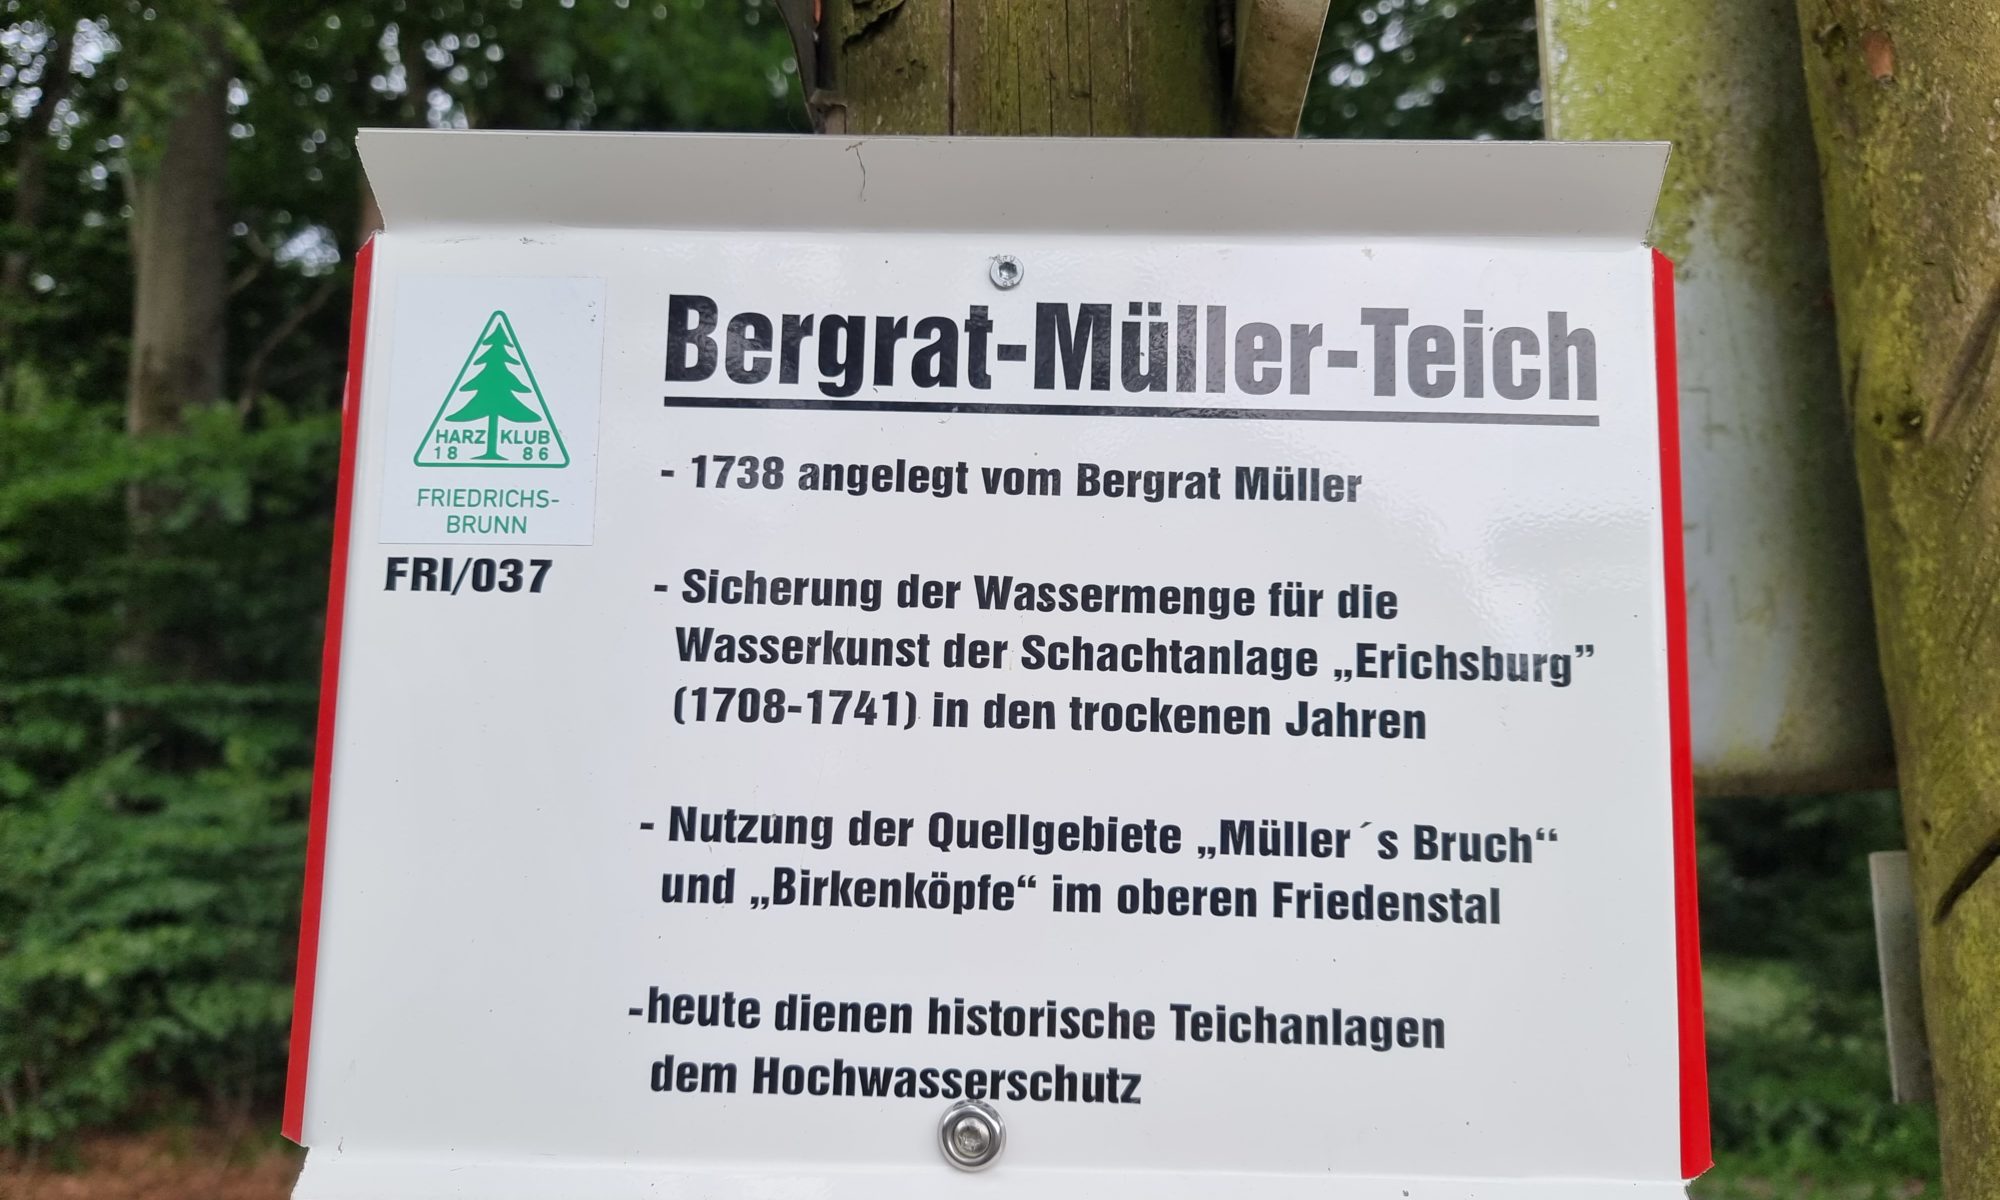 Bergrat-Müller-Teich
HARZ KLUB
18 86
FRIEDRICHS-
BRUNN
FRI/037
- 1738 angelegt vom Bergrat Müller
- Sicherung der Wassermenge für die
Wasserkunst der Schachtanlage „Erichsburg”
(1708-1741) in den trockenen Jahren
- Nutzung der Quellgebiete „Müller´s Bruch“
und „Birkenköpfe“ im oberen Friedenstal
-heute dienen historische Teichanlagen
dem Hochwasserschutz